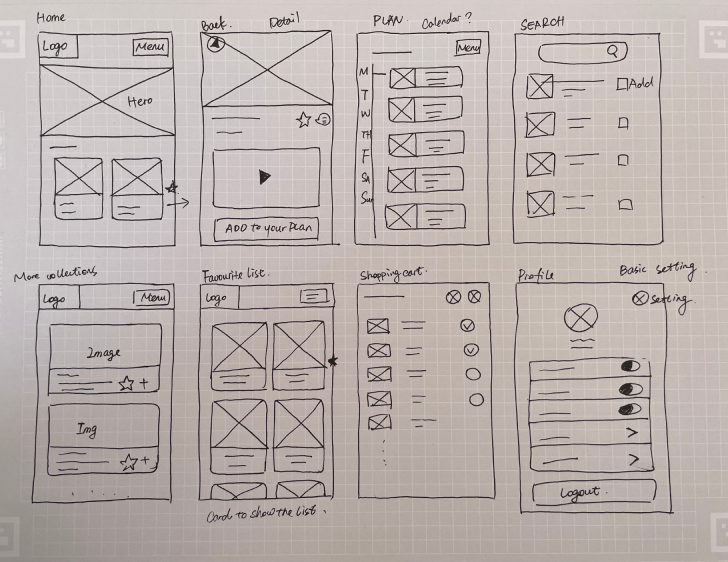 Home
Logo
Menu
Hero
Back.
Detail
ADD to your Plan
PLAN.
Calendar?
Menu
M
T
W
TH
F
Sa
Su
SEARCH
Add
More collections
Logo
Menu
Image
Img
Favourite list.
Logo
Card to show the list.
Shopping cart.
Profile
Basic setting
Setting
Logout.